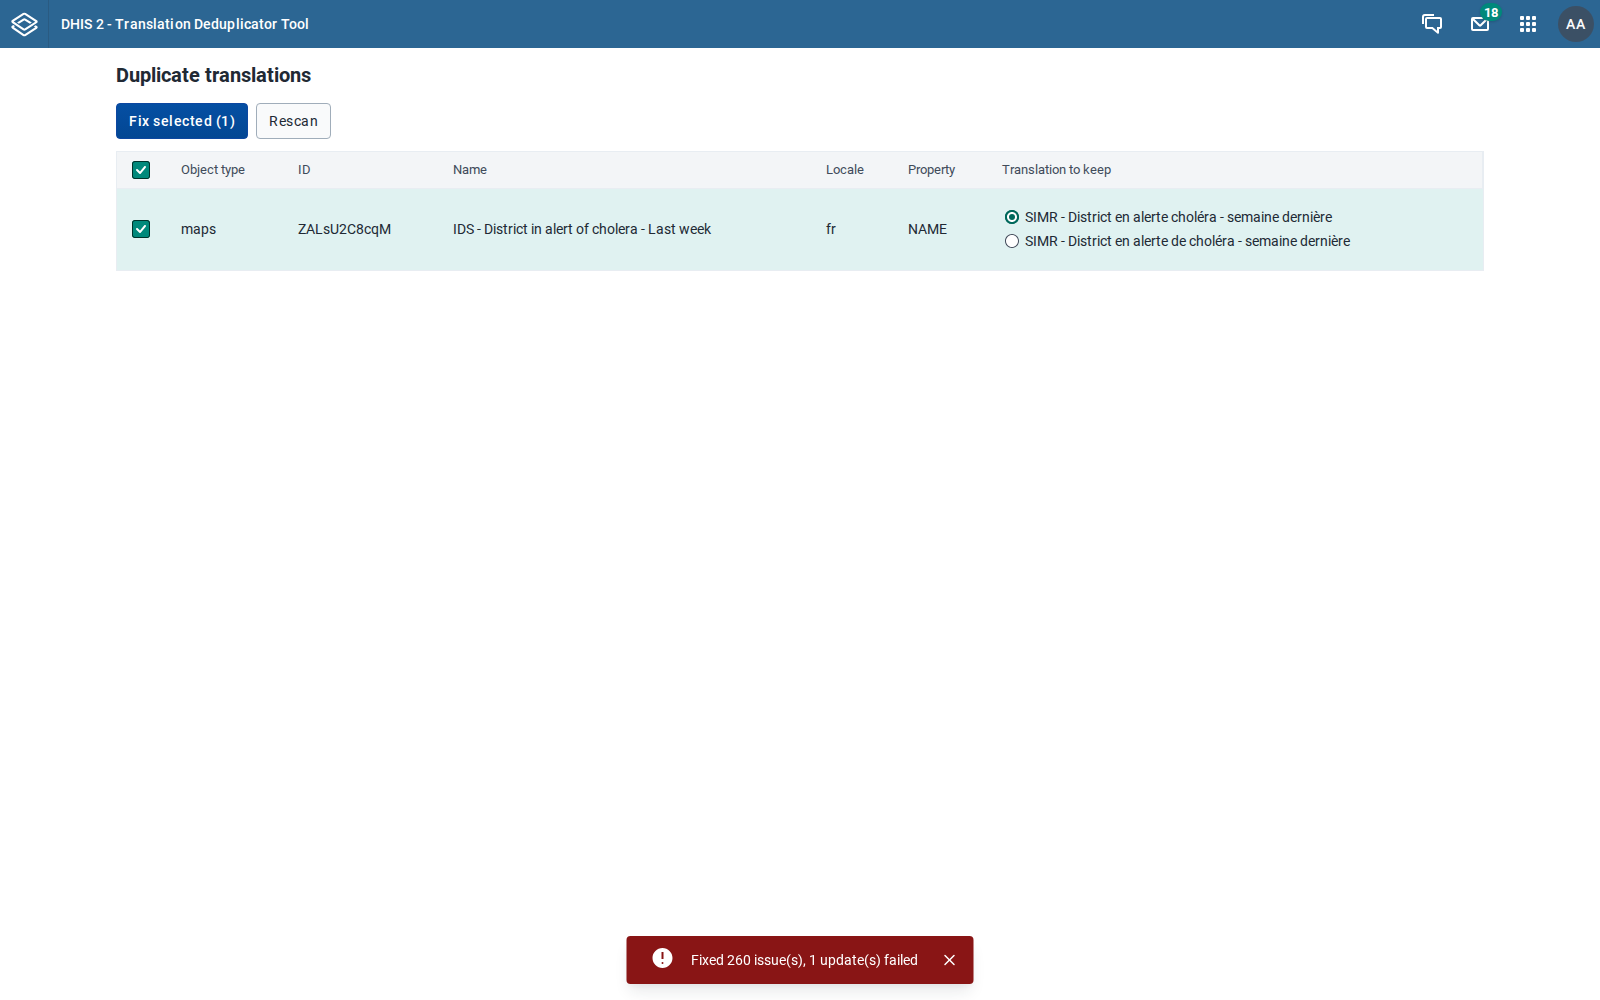 DHIS 2 - Translation Deduplicator Tool
18
AA
Duplicate translations
Fix selected (1)
Rescan
Object type ID Name Locale Property Translation to keep
maps ZALsU2C8cqM IDS - District in alert of cholera - Last week fr NAME
SIMR - District en alerte choléra - semaine dernière
SIMR - District en alerte de choléra - semaine dernière
Fixed 260 issue(s), 1 update(s) failed